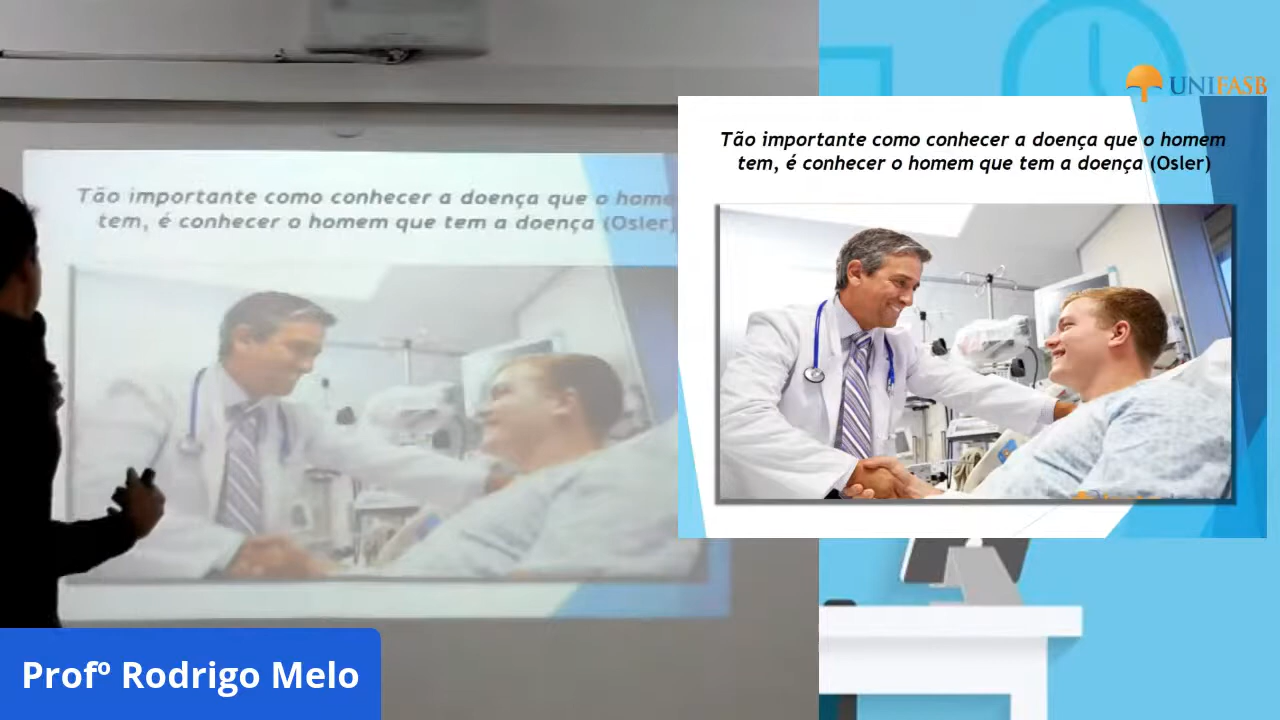 UNIFASB
Tão importante como conhecer a doença que o homem
tem, é conhecer o homem que tem a doença (Osler)
Tão importante como conhecer a doença que o home
tem, é conhecer o homem que tem a doença (Osler)
Profº Rodrigo Melo